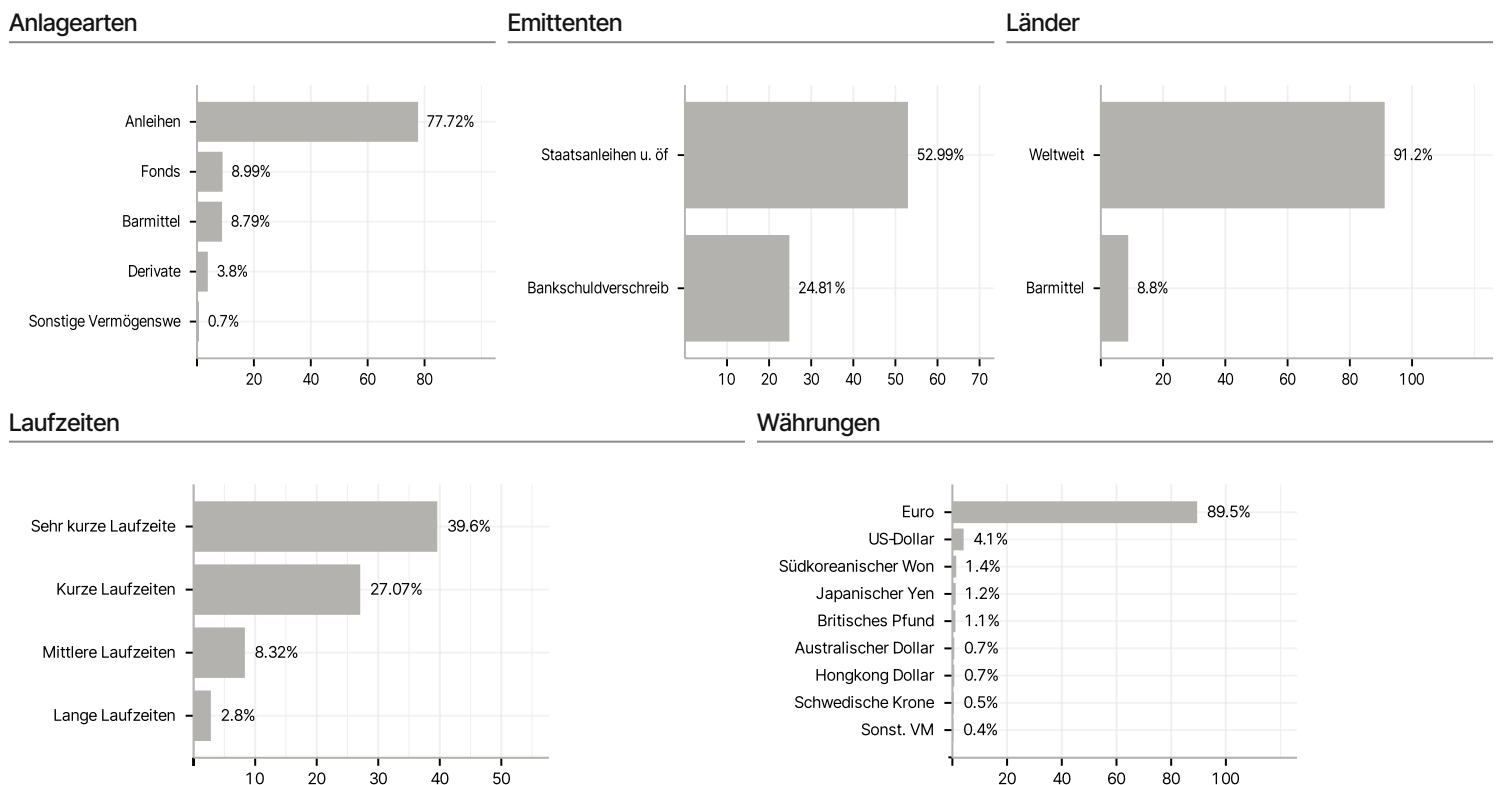 Anlagearten
Anleihen 77.72%
Fonds 8.99%
Barmittel 8.79%
Derivate 3.8%
Sonstige Vermögenswe 0.7%
20 40 60 80
Emittenten
Staatsanleihen u. öf 52.99%
Bankschuldverschreib 24.81%
10 20 30 40 50 60 70
Länder
Weltweit 91.2%
Barmittel 8.8%
20 40 60 80 100
Laufzeiten
Sehr kurze Laufzeite 39.6%
Kurze Laufzeiten 27.07%
Mittlere Laufzeiten 8.32%
Lange Laufzeiten 2.8%
10 20 30 40 50
Währungen
Euro 89.5%
US-Dollar 4.1%
Südkoreanischer Won 1.4%
Japanischer Yen 1.2%
Britisches Pfund 1.1%
Australischer Dollar 0.7%
Hongkong Dollar 0.7%
Schwedische Krone 0.5%
Sonst. VM 0.4%
20 40 60 80 100